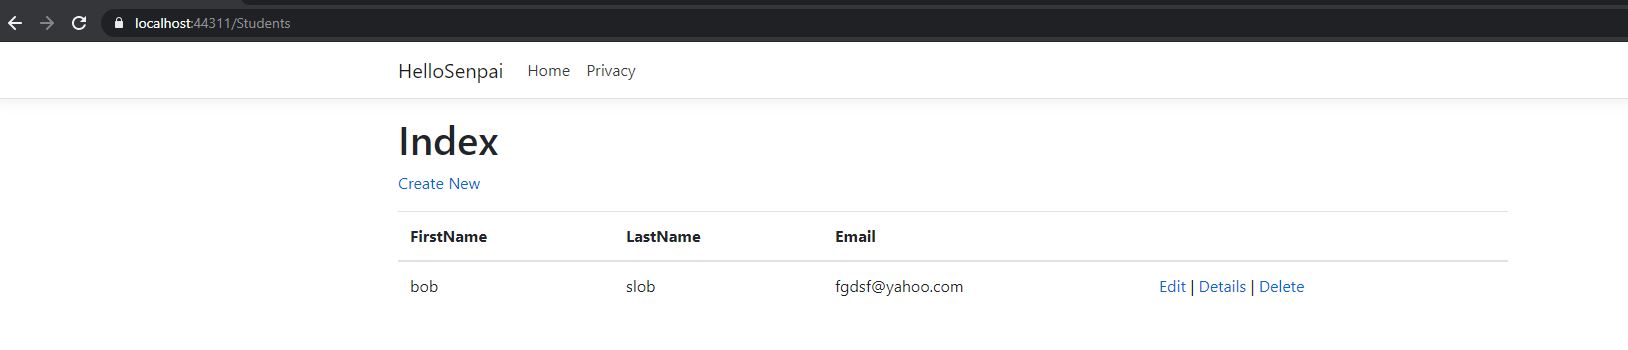 localhost:44311/Students
HelloSenpai Home Privacy
Index
Create New
FirstName LastName Email
bob slob fgdsf@yahoo.com Edit | Details | Delete